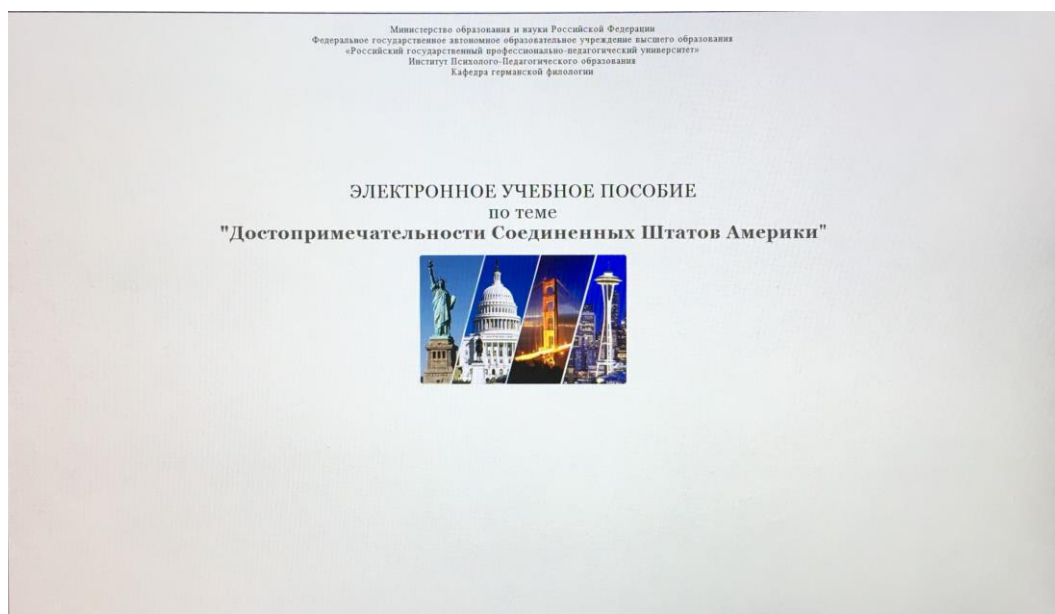 Министерство образования и науки Российской Федерации
Федеральное государственное автономное образовательное учреждение высшего образования
«Российский государственный профессионально-педагогический университет»
Институт Психолого-Педагогического образования
Кафедра германской филологии
ЭЛЕКТРОННОЕ УЧЕБНОЕ ПОСОБИЕ
по теме
"Достопримечательности Соединенных Штатов Америки"